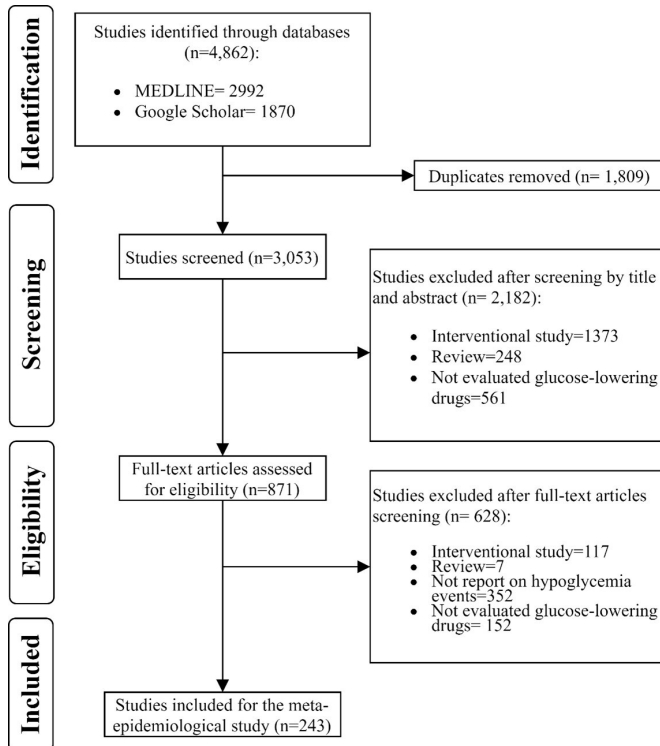 Identification
Studies identified through databases
(n=4,862):
• MEDLINE= 2992
• Google Scholar= 1870
Duplicates removed (n= 1,809)
Screening
Studies screened (n=3,053)
Studies excluded after screening by title
and abstract (n= 2,182):
• Interventional study=1373
• Review=248
• Not evaluated glucose-lowering
drugs=561
Eligibility
Full-text articles assessed
for eligibility (n=871)
Studies excluded after full-text articles
screening (n= 628):
• Interventional study=117
• Review=7
• Not report on hypoglycemia
events=352
• Not evaluated glucose-lowering
drugs= 152
Included
Studies included for the meta-
epidemiological study (n=243)